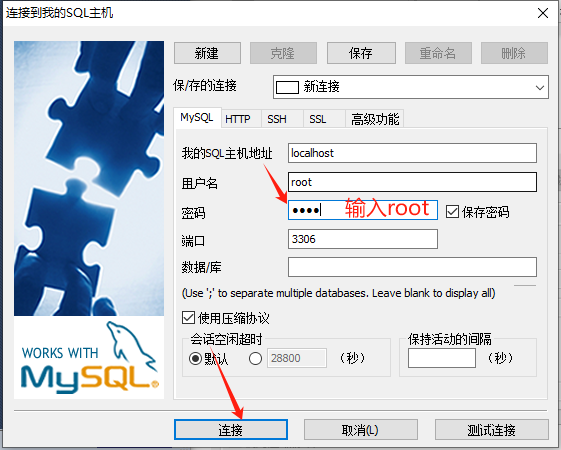 连接到我的SQL主机
新建 克隆 保存 重命名 删除
保/存的连接 新连接
MySQL HTTP SSH SSL 高级功能
我的SQL主机地址 localhost
用户名 root
密码 ●●●● 输入root 保存密码
端口 3306
数据/库
(Use ';' to separate multiple databases. Leave blank to display all)
使用压缩协议
会话空闲超时 保持活动的间隔
默认 28800 （秒） （秒）
WORKS WITH
MySQL®
连接 取消(L) 测试连接